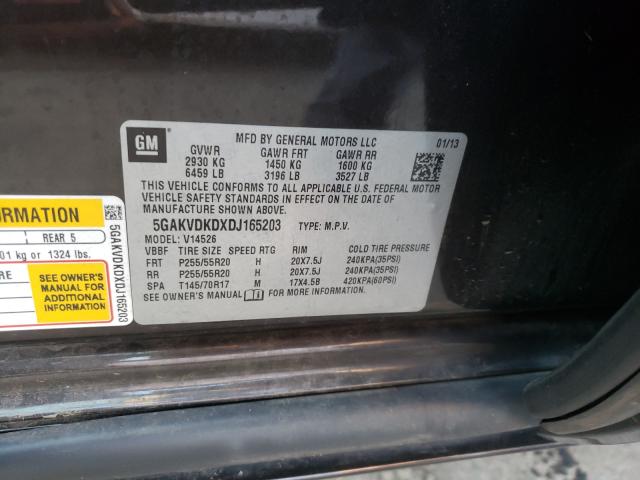 GM
MFD BY GENERAL MOTORS LLC 01/13
GVWR GAWR FRT GAWR RR
2930 KG 1450 KG 1600 KG
6459 LB 3196 LB 3527 LB
THIS VEHICLE CONFORMS TO ALL APPLICABLE U.S. FEDERAL MOTOR
VEHICLE SAFETY STANDARDS IN EFFECT ON THE DATE OF
MANUFACTURE SHOWN ABOVE.
5GAKVDKDXDJ165203 TYPE: M.P.V.
MODEL: V14526
VBBF TIRE SIZE SPEED RTG RIM COLD TIRE PRESSURE
FRT P255/55R20 H 20X7.5J 240KPA(35PSI)
RR P255/55R20 H 20X7.5J 240KPA(35PSI)
SPA T145/70R17 M 17X4.5B 420KPA(60PSI)
SEE OWNER'S MANUAL FOR MORE INFORMATION.
ORMATION
REAR 5
01 kg or 1324 lbs.
RE
SEE OWNER'S
MANUAL FOR
ADDITIONAL
INFORMATION
5GAKVDKDXDJ165203